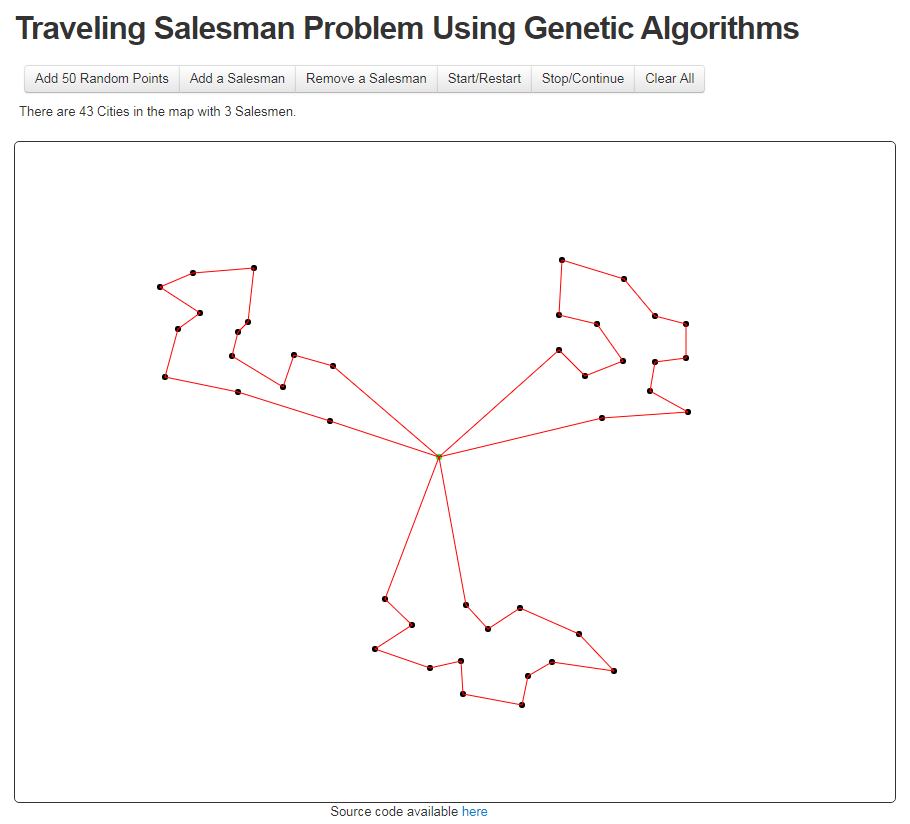 Traveling Salesman Problem Using Genetic Algorithms
Add 50 Random Points Add a Salesman Remove a Salesman Start/Restart Stop/Continue Clear All
There are 43 Cities in the map with 3 Salesmen.
Source code available here